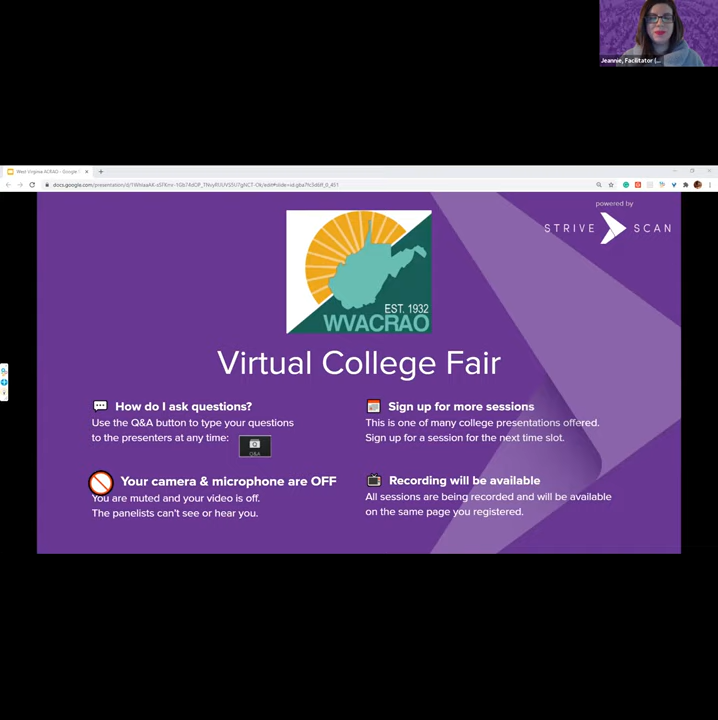 Jeannie, Facilitator (...
West Virginia ACRAO - Google
powered by
STRIVE SCAN
EST. 1932
WVACRAO
Virtual College Fair
How do I ask questions?
Use the Q&A button to type your questions
to the presenters at any time:
Q&A
Your camera & microphone are OFF
You are muted and your video is off.
The panelists can't see or hear you.
Sign up for more sessions
This is one of many college presentations offered.
Sign up for a session for the next time slot.
Recording will be available
All sessions are being recorded and will be available
on the same page you registered.